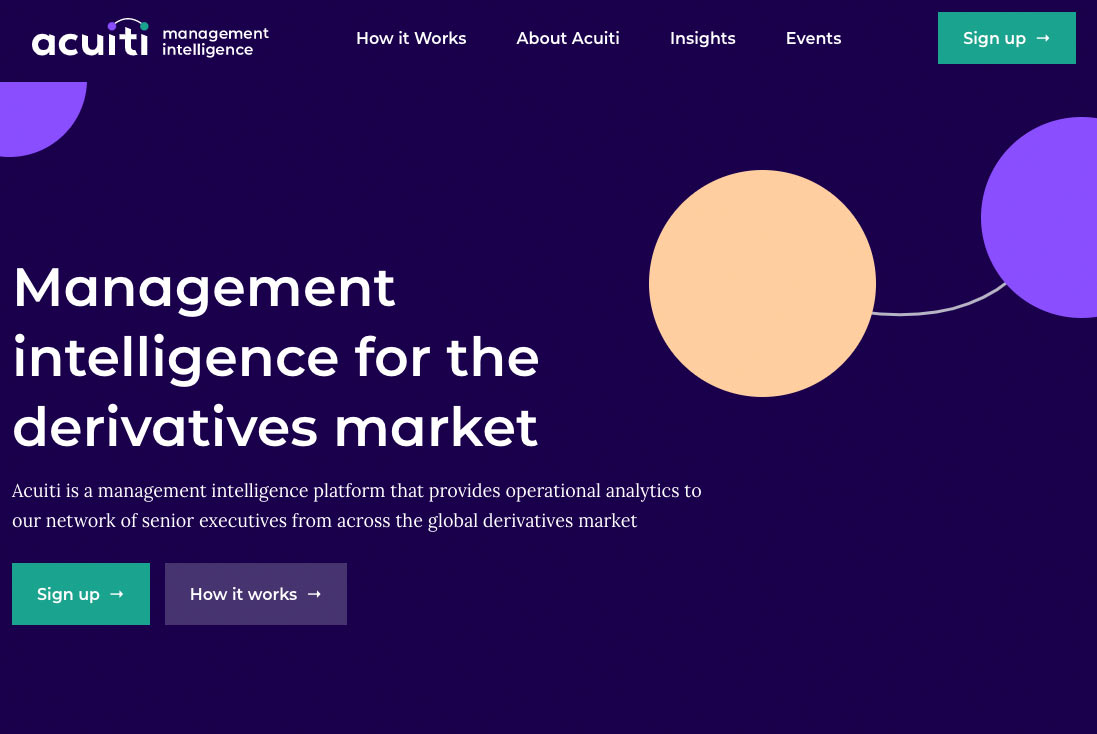 acuiti management
intelligence
How it Works
About Acuiti
Insights
Events
Sign up →
Management
intelligence for the
derivatives market
Acuiti is a management intelligence platform that provides operational analytics to
our network of senior executives from across the global derivatives market
Sign up →
How it works →